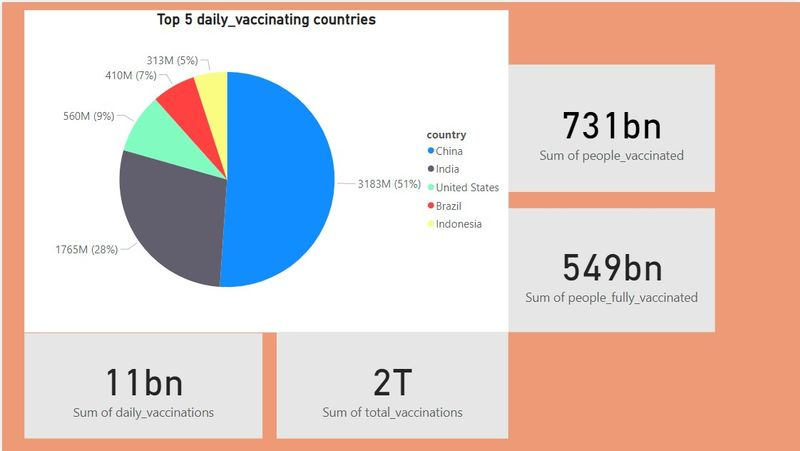 Top 5 daily_vaccinating countries
313M (5%)
410M (7%)
560M (9%)
1765M (28%)
3183M (51%)
country
China
India
United States
Brazil
Indonesia
731bn
Sum of people_vaccinated
549bn
Sum of people_fully_vaccinated
11bn
Sum of daily_vaccinations
2T
Sum of total_vaccinations